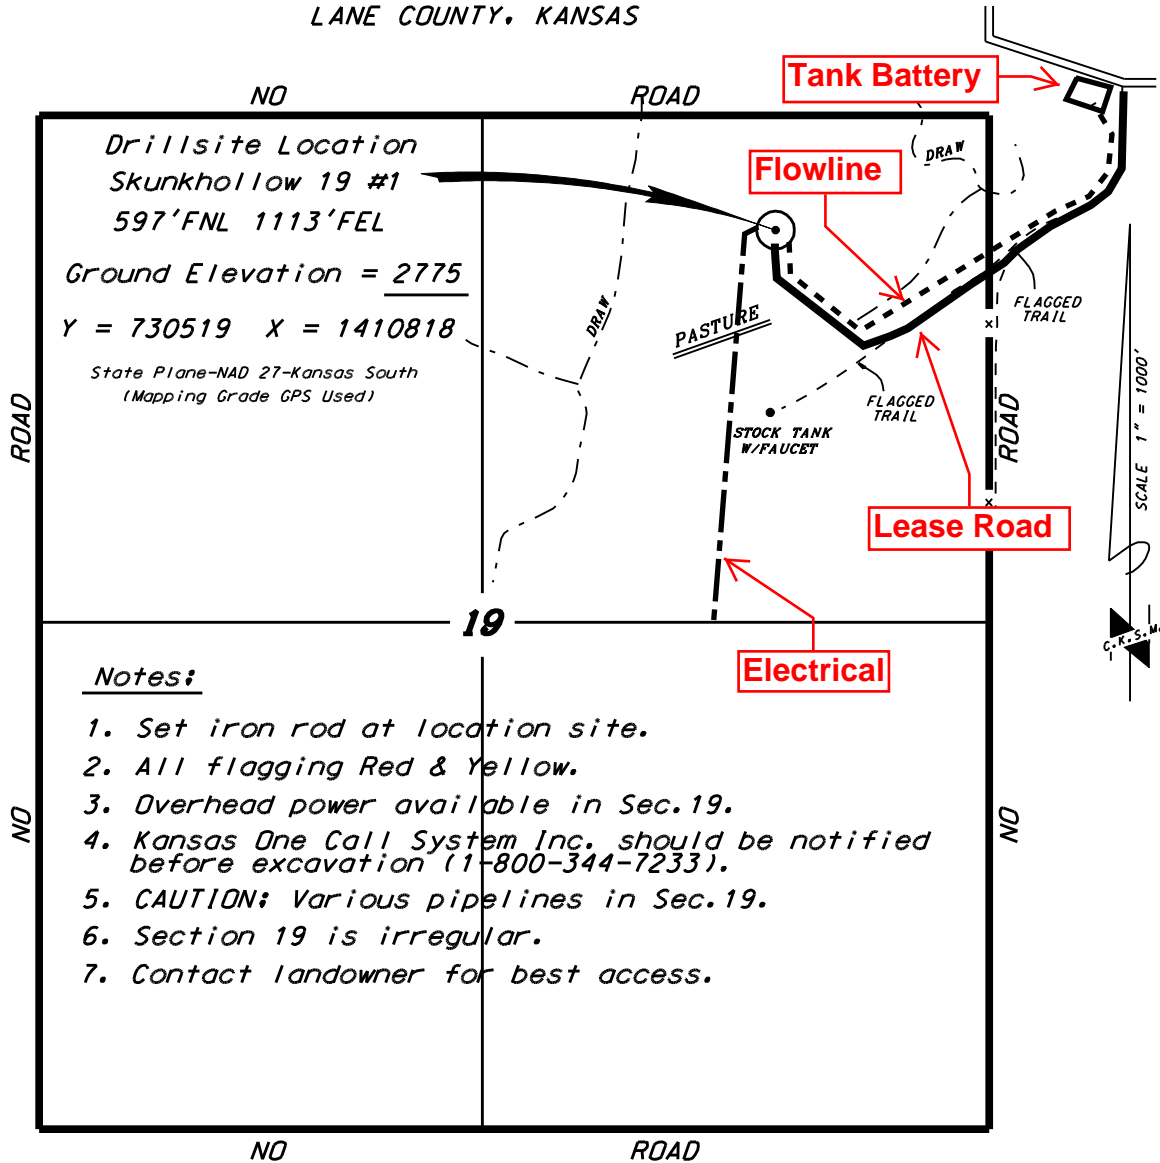 LANE COUNTY, KANSAS
Tank Battery
NO
ROAD
Drillsite Location
Skunkhollow 19 #1
597'FNL 1113'FEL
Ground Elevation = 2775
Y = 730519 X = 1410818
State Plane-NAD 27-Kansas South
(Mapping Grade GPS Used)
DRAW
Flowline
DRAW
PASTURE
FLAGGED
TRAIL
FLAGGED
TRAIL
STOCK TANK
W/FAUCET
ROAD
ROAD
SCALE 1" = 1000'
Lease Road
19
C.K.S.M.
Electrical
Notes:
1. Set iron rod at location site.
2. All flagging Red & Yellow.
3. Overhead power available in Sec.19.
4. Kansas One Call System Inc. should be notified
before excavation (1-800-344-7233).
5. CAUTION: Various pipelines in Sec.19.
6. Section 19 is irregular.
7. Contact landowner for best access.
NO
NO
NO
ROAD